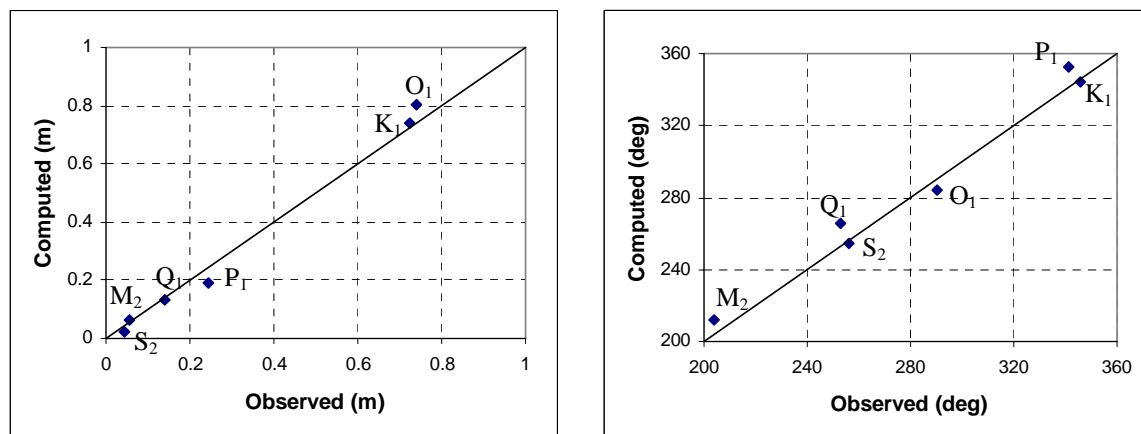 1
0.8
0.6
0.4
0.2
0
Computed (m)
O₁
K₁
Q₁
P₁
M₂
S₂
0 0.2 0.4 0.6 0.8 1
Observed (m)
360
320
280
240
200
Computed (deg)
P₁
K₁
O₁
Q₁
S₂
M₂
200 240 280 320 360
Observed (deg)